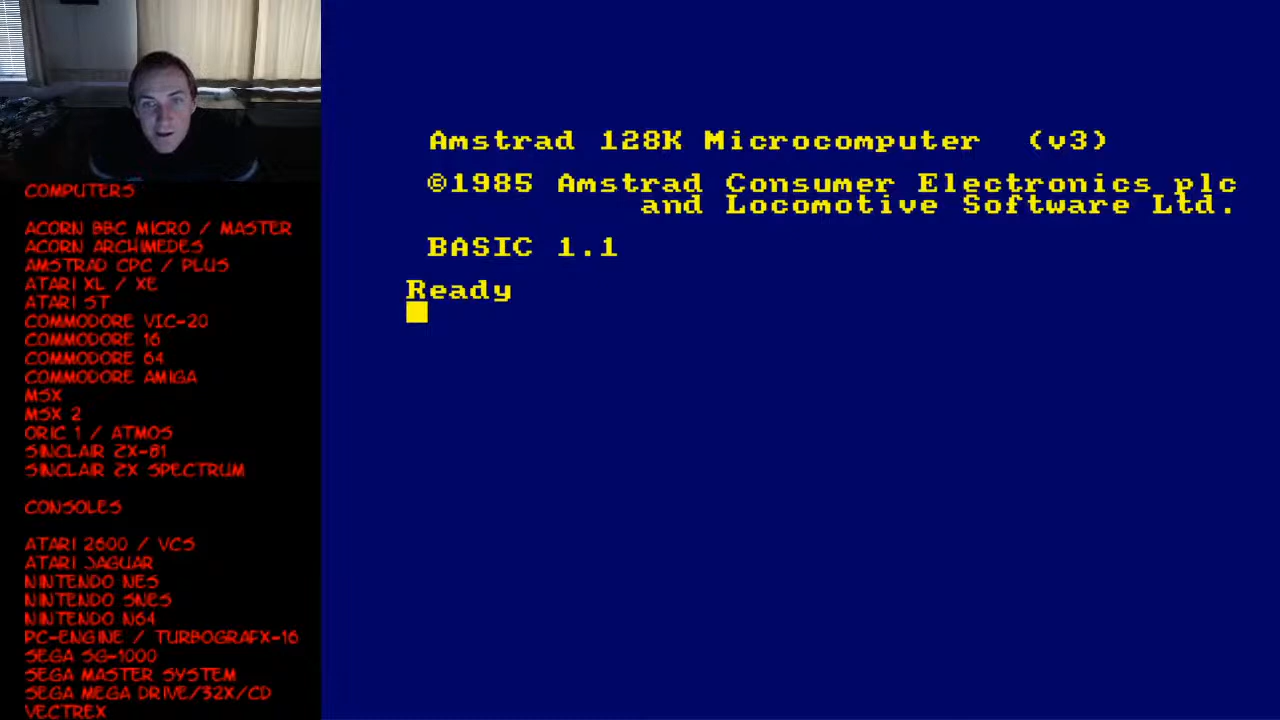 COMPUTERS
ACORN BBC MICRO / MASTER
ACORN ARCHIMEDES
AMSTRAD CPC / PLUS
ATARI XL / XE
ATARI ST
COMMODORE VIC-20
COMMODORE 16
COMMODORE 64
COMMODORE AMIGA
MSX
MSX 2
ORIC 1 / ATMOS
SINCLAIR ZX-81
SINCLAIR ZX SPECTRUM
CONSOLES
ATARI 2600 / VCS
ATARI JAGUAR
NINTENDO NES
NINTENDO SNES
NINTENDO N64
PC-ENGINE / TURBOGRAFX-16
SEGA SG-1000
SEGA MASTER SYSTEM
SEGA MEGA DRIVE/32X/CD
VECTREX
Amstrad 128K Microcomputer (v3)
©1985 Amstrad Consumer Electronics plc
and Locomotive Software Ltd.
BASIC 1.1
Ready